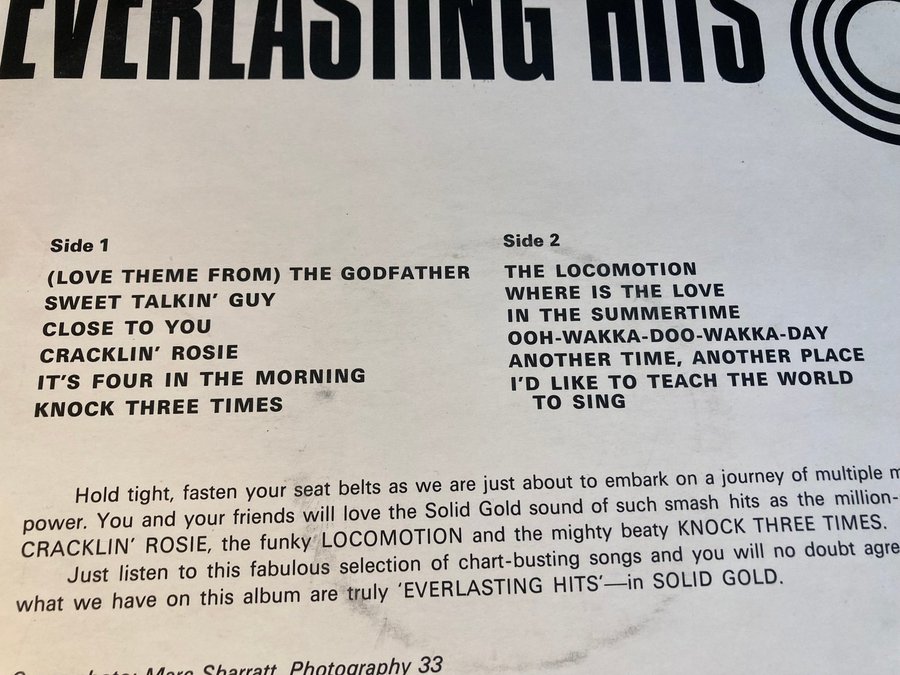 EVERLASTING HITS
Side 1
(LOVE THEME FROM) THE GODFATHER
SWEET TALKIN' GUY
CLOSE TO YOU
CRACKLIN' ROSIE
IT'S FOUR IN THE MORNING
KNOCK THREE TIMES
Side 2
THE LOCOMOTION
WHERE IS THE LOVE
IN THE SUMMERTIME
OOH-WAKKA-DOO-WAKKA-DAY
ANOTHER TIME, ANOTHER PLACE
I'D LIKE TO TEACH THE WORLD
TO SING
Hold tight, fasten your seat belts as we are just about to embark on a journey of multiple
power. You and your friends will love the Solid Gold sound of such smash hits as the million-
CRACKLIN' ROSIE, the funky LOCOMOTION and the mighty beaty KNOCK THREE TIMES.
Just listen to this fabulous selection of chart-busting songs and you will no doubt agre
what we have on this album are truly 'EVERLASTING HITS'—in SOLID GOLD.
Marc Sharratt, Photography 33